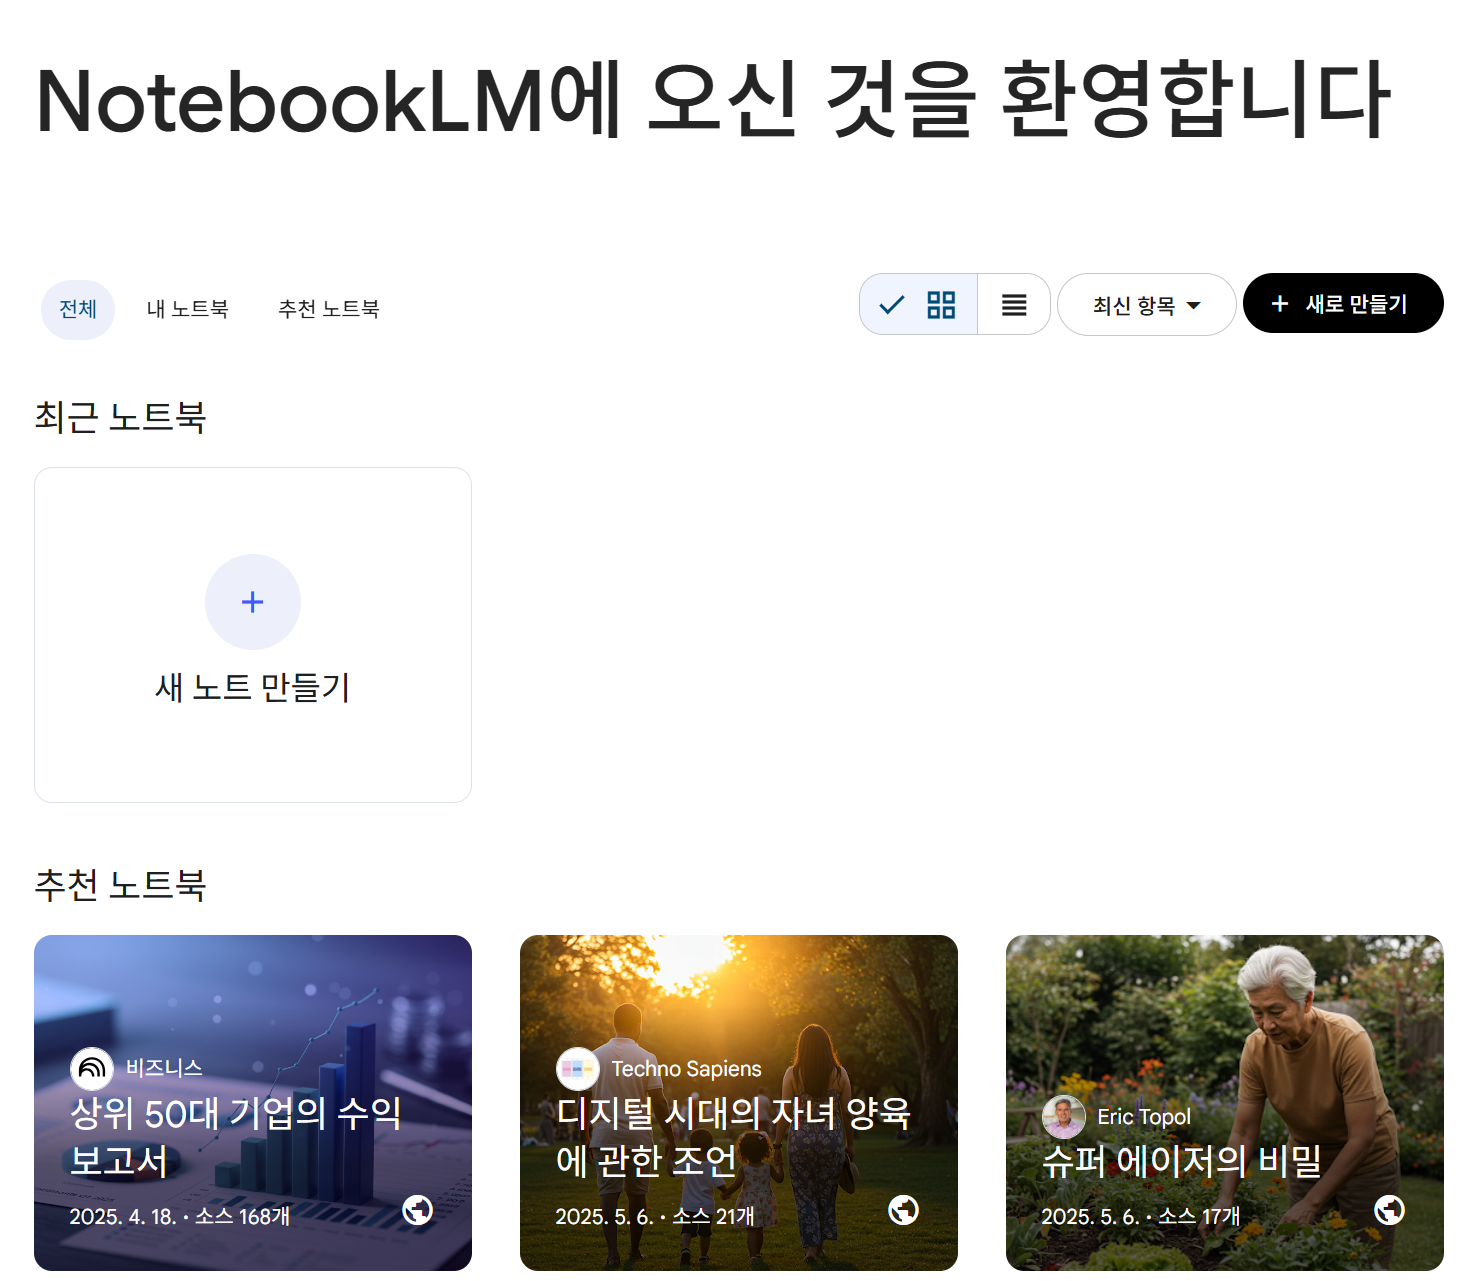 NotebookLM에 오신 것을 환영합니다
전체
내 노트북
추천 노트북
최신 항목
새로 만들기
최근 노트북
새 노트 만들기
추천 노트북
비즈니스
상위 50대 기업의 수익
보고서
2025. 4. 18. · 소스 168개
Techno Sapiens
디지털 시대의 자녀 양육
에 관한 조언
2025. 5. 6. · 소스 21개
Eric Topol
슈퍼 에이저의 비밀
2025. 5. 6. · 소스 17개